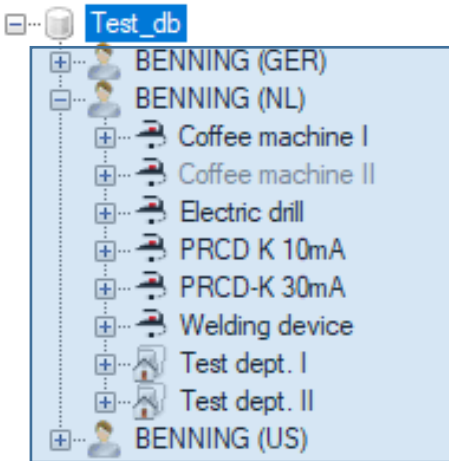 Test_db
BENNING (GER)
BENNING (NL)
Coffee machine I
Coffee machine II
Electric drill
PRCD K 10mA
PRCD-K 30mA
Welding device
Test dept. I
Test dept. II
BENNING (US)